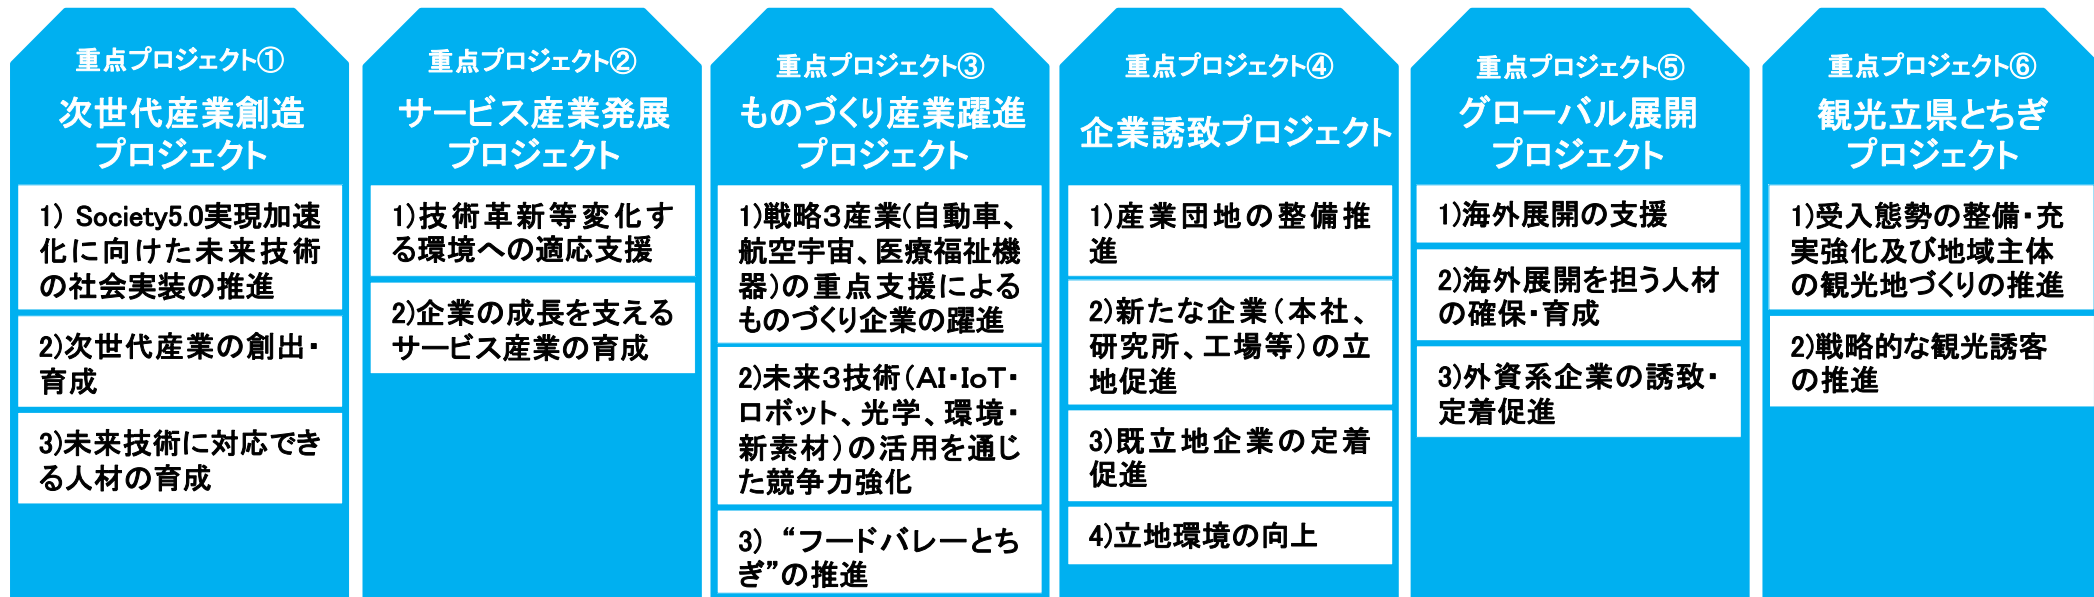 重点プロジェクト①
次世代産業創造
プロジェクト
1) Society5.0実現加速
化に向けた未来技術
の社会実装の推進
2)次世代産業の創出・
育成
3)未来技術に対応でき
る人材の育成
重点プロジェクト②
サービス産業発展
プロジェクト
1)技術革新等変化す
る環境への適応支援
2)企業の成長を支える
サービス産業の育成
重点プロジェクト③
ものづくり産業躍進
プロジェクト
1)戦略３産業(自動車、
航空宇宙、医療福祉機
器)の重点支援による
ものづくり企業の躍進
2)未来３技術(AI・IoT・
ロボット、光学、環境・
新素材)の活用を通じ
た競争力強化
3) “フードバレーとち
ぎ”の推進
重点プロジェクト④
企業誘致プロジェクト
1)産業団地の整備推
進
2)新たな企業(本社、
研究所、工場等)の立
地促進
3)既立地企業の定着
促進
4)立地環境の向上
重点プロジェクト⑤
グローバル展開
プロジェクト
1)海外展開の支援
2)海外展開を担う人材
の確保・育成
3)外資系企業の誘致・
定着促進
重点プロジェクト⑥
観光立県とちぎ
プロジェクト
1)受入態勢の整備・充
実強化及び地域主体
の観光地づくりの推進
2)戦略的な観光誘客
の推進